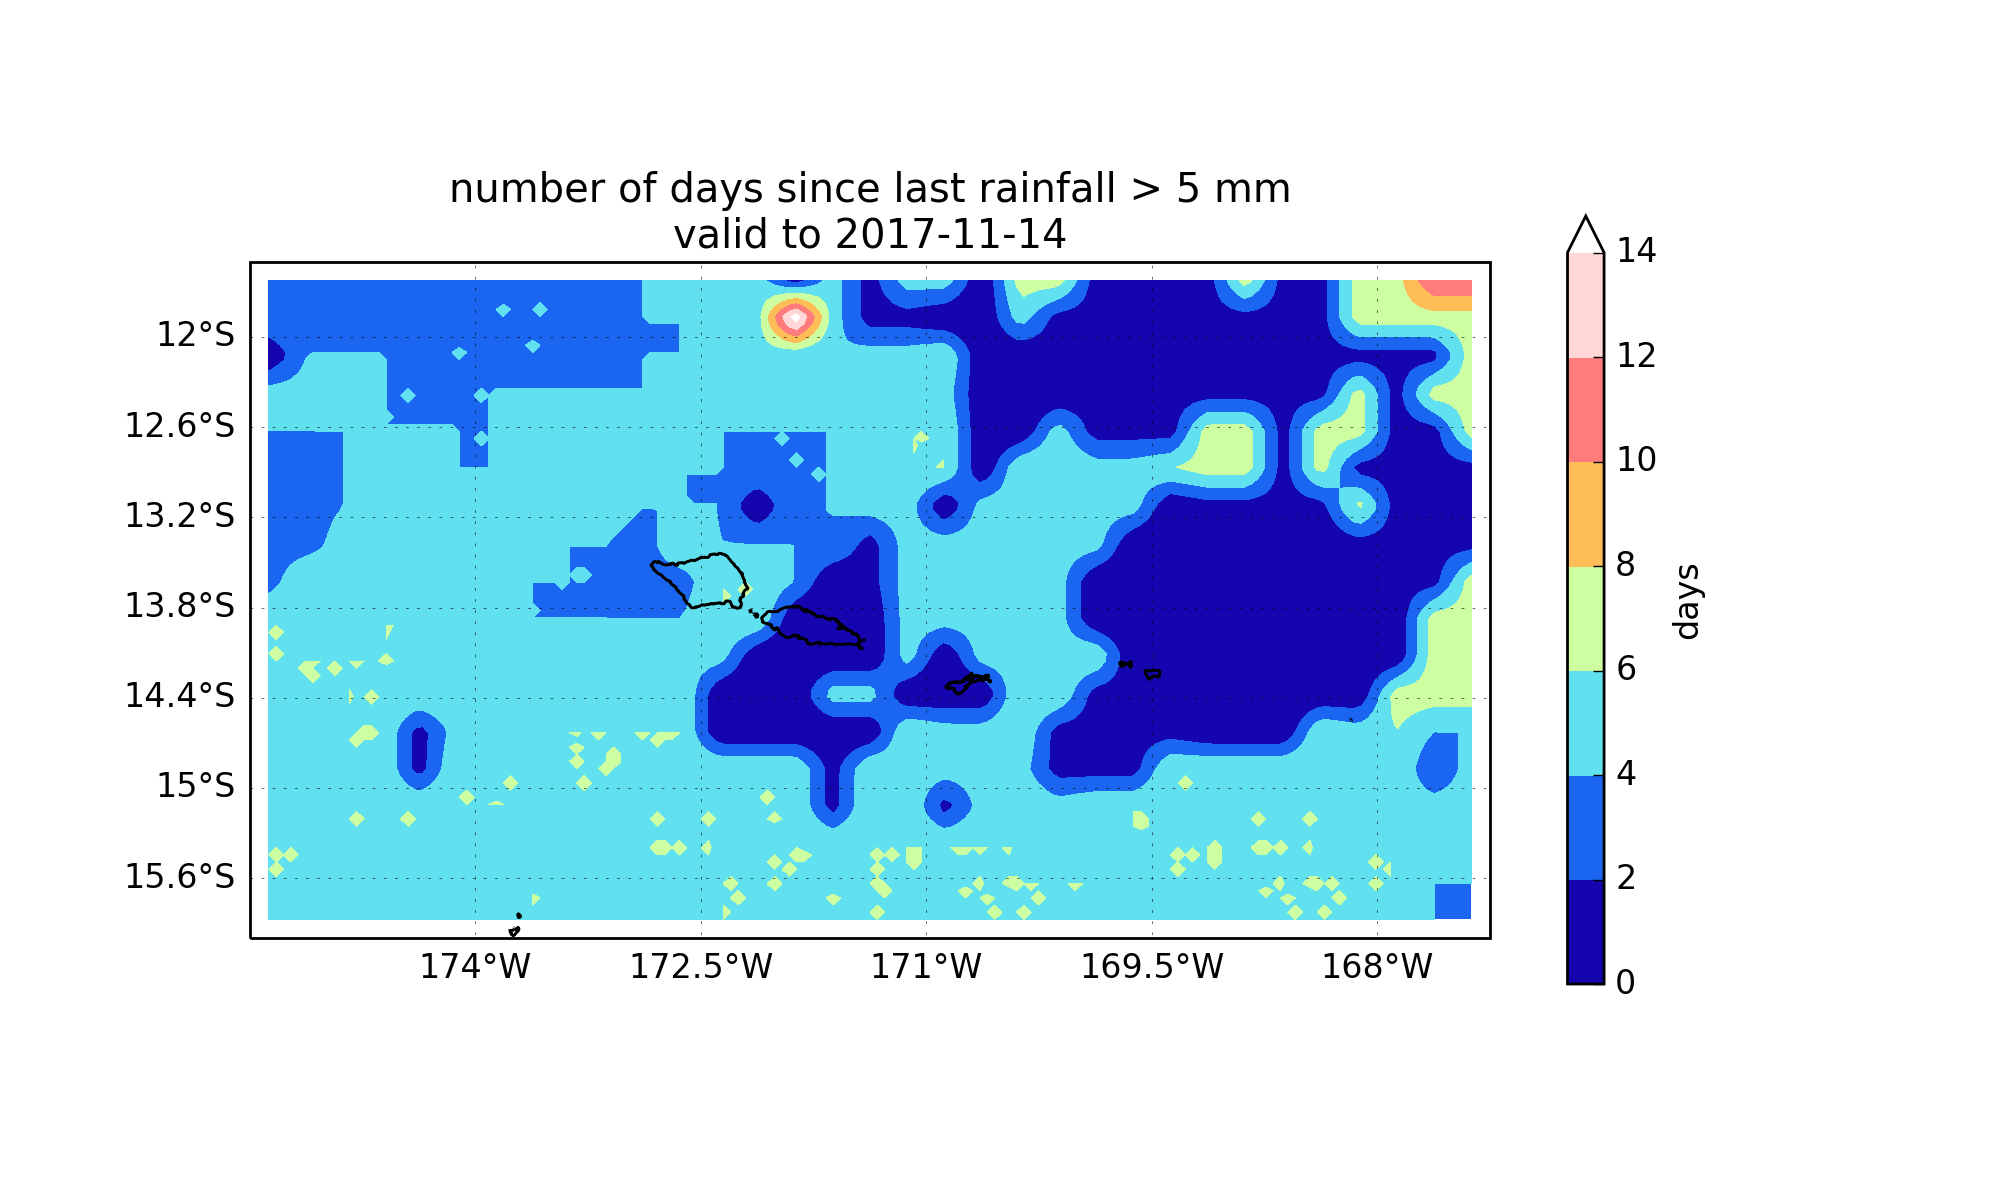 number of days since last rainfall > 5 mm
valid to 2017-11-14
12°S
12.6°S
13.2°S
13.8°S
14.4°S
15°S
15.6°S
174°W
172.5°W
171°W
169.5°W
168°W
14
12
10
8
6
4
2
0
days